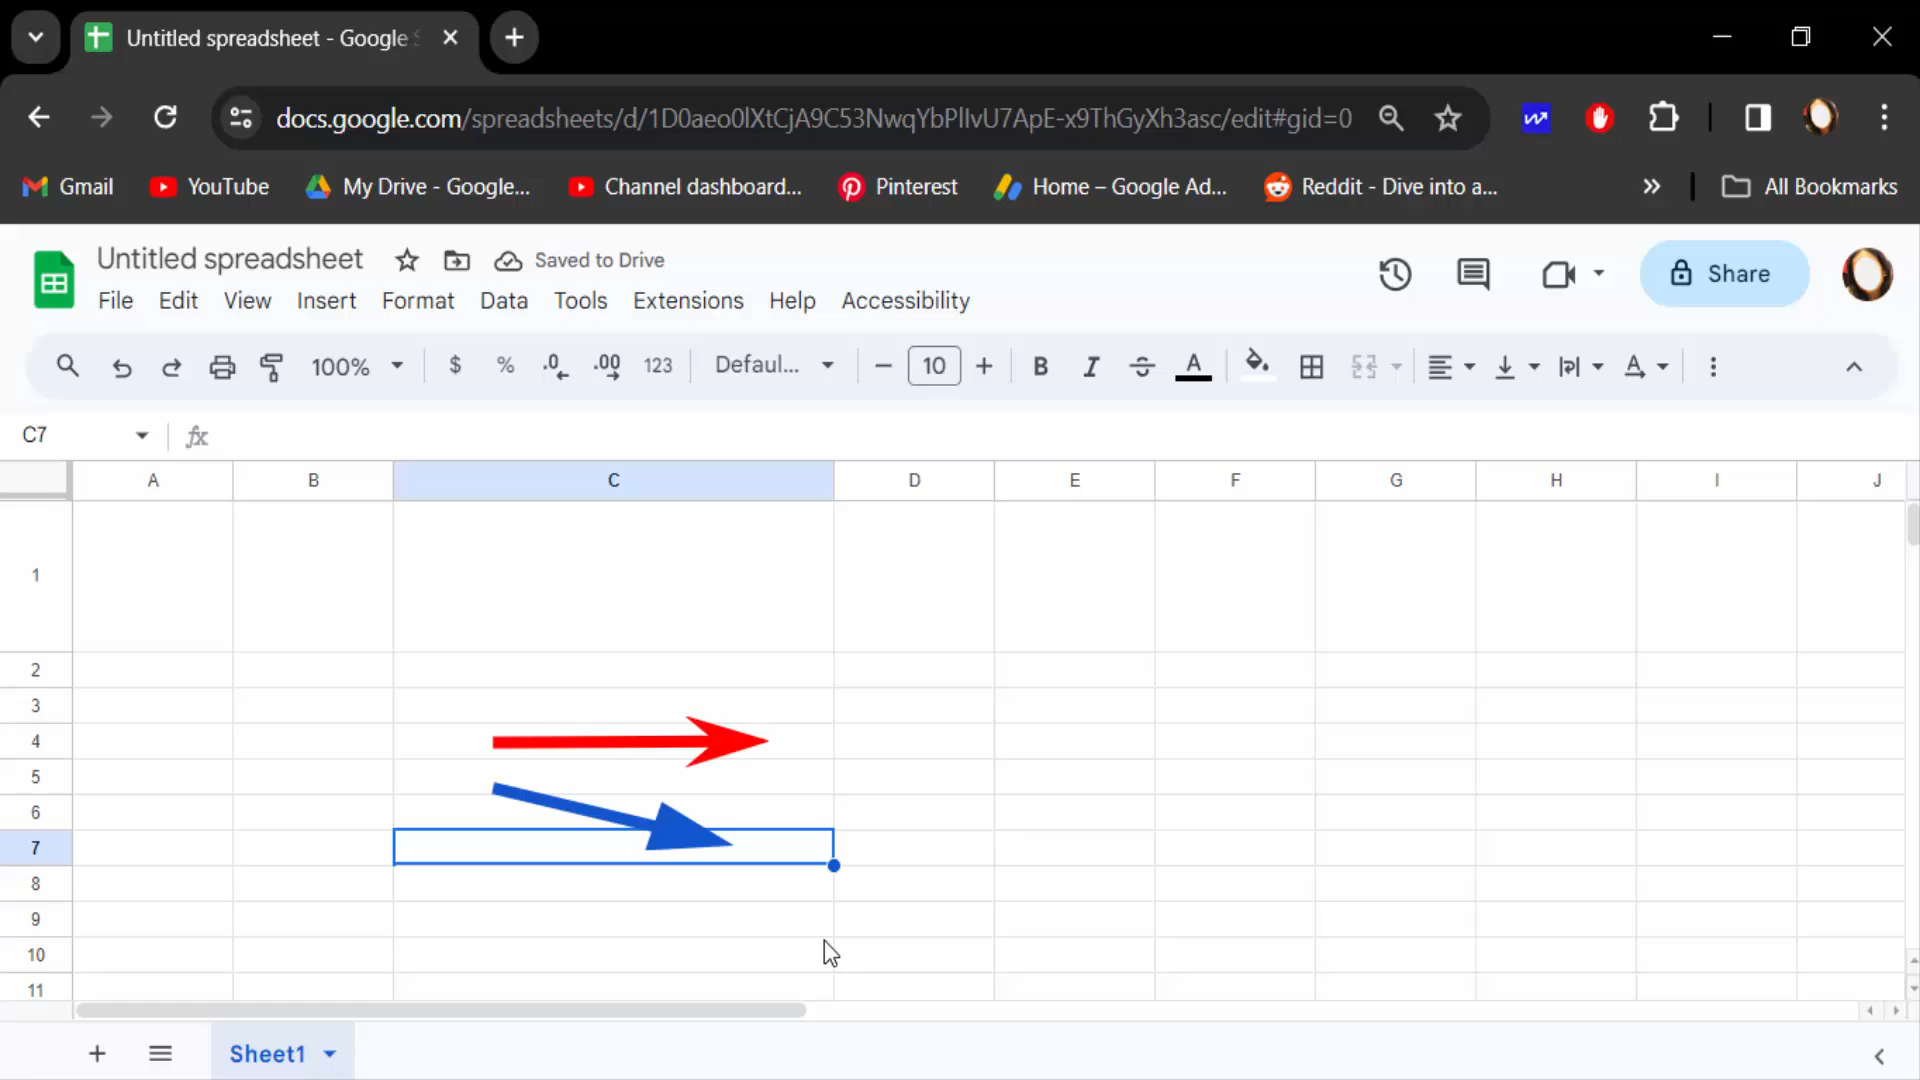 Untitled spreadsheet - Google S
docs.google.com/spreadsheets/d/1D0aeo0lXtCjA9C53NwqYbPlIvU7ApE-x9ThGyXh3asc/edit#gid=0
Gmail YouTube My Drive - Google... Channel dashboard... Pinterest Home – Google Ad... Reddit - Dive into a... » All Bookmarks
Untitled spreadsheet Saved to Drive
Share
File Edit View Insert Format Data Tools Extensions Help Accessibility
100% $ % .0 .00 123 Defaul... 10 B I S A A
C7 fx
A B C D E F G H I J
1
2
3
4
5
6
7
8
9
10
11
Sheet1